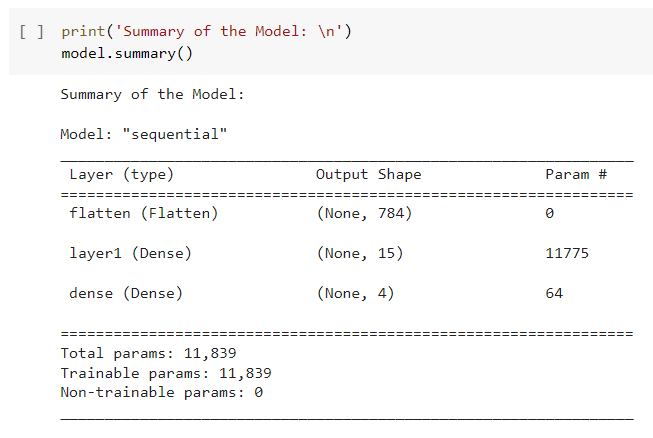 [ ] print('Summary of the Model: \n')
model.summary()
Summary of the Model:
Model: "sequential"
Layer (type) Output Shape Param #
flatten (Flatten) (None, 784) 0
layer1 (Dense) (None, 15) 11775
dense (Dense) (None, 4) 64
Total params: 11,839
Trainable params: 11,839
Non-trainable params: 0